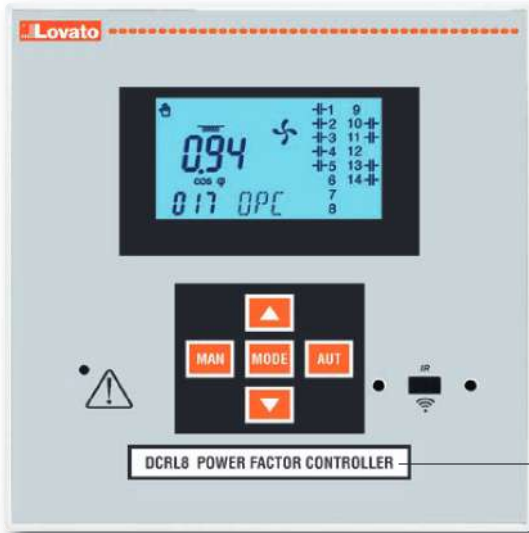 Lovato
1 9
2 10
3 11
4 12
5 13
6 14
7
8
0.94
cos φ
017 OPC
MAN MODE AUT
IR
DCRL8 POWER FACTOR CONTROLLER